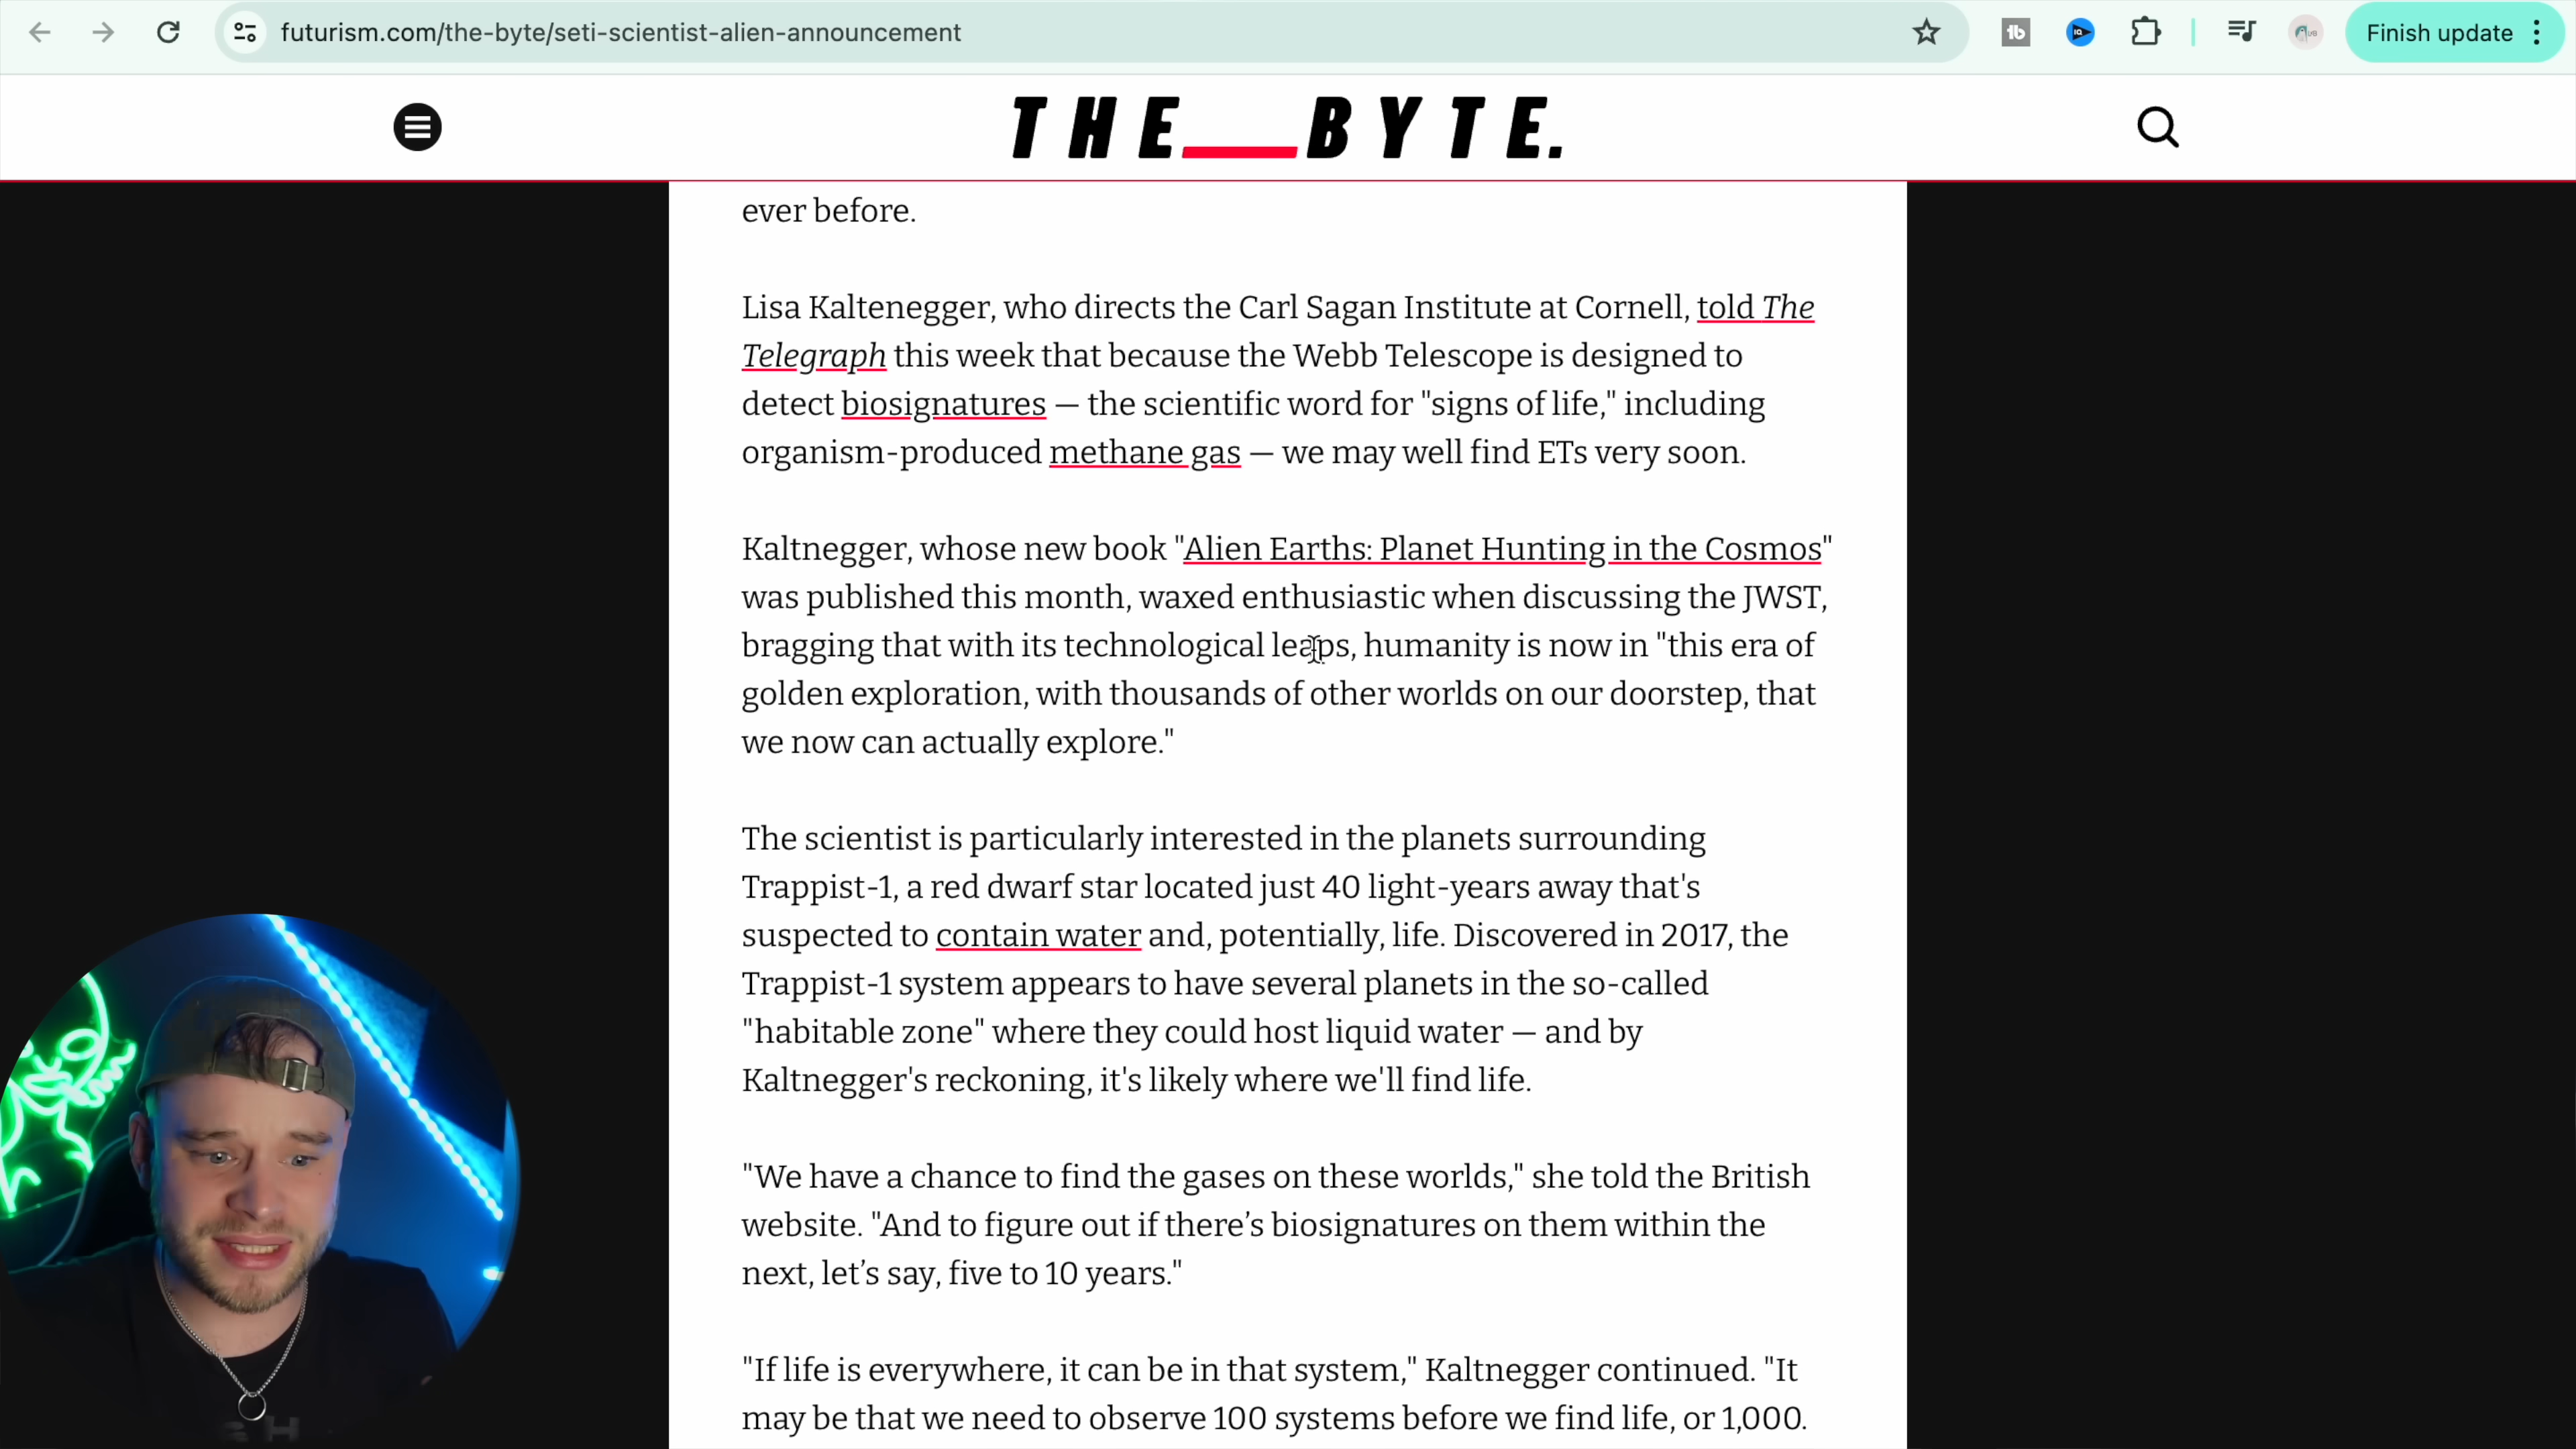 futurism.com/the-byte/seti-scientist-alien-announcement
Finish update
THE__BYTE.
ever before.
Lisa Kaltenegger, who directs the Carl Sagan Institute at Cornell, told The
Telegraph this week that because the Webb Telescope is designed to
detect biosignatures — the scientific word for "signs of life," including
organism-produced methane gas — we may well find ETs very soon.
Kaltnegger, whose new book "Alien Earths: Planet Hunting in the Cosmos"
was published this month, waxed enthusiastic when discussing the JWST,
bragging that with its technological leaps, humanity is now in "this era of
golden exploration, with thousands of other worlds on our doorstep, that
we now can actually explore."
The scientist is particularly interested in the planets surrounding
Trappist-1, a red dwarf star located just 40 light-years away that's
suspected to contain water and, potentially, life. Discovered in 2017, the
Trappist-1 system appears to have several planets in the so-called
"habitable zone" where they could host liquid water — and by
Kaltnegger's reckoning, it's likely where we'll find life.
"We have a chance to find the gases on these worlds," she told the British
website. "And to figure out if there’s biosignatures on them within the
next, let’s say, five to 10 years."
"If life is everywhere, it can be in that system," Kaltnegger continued. "It
may be that we need to observe 100 systems before we find life, or 1,000.